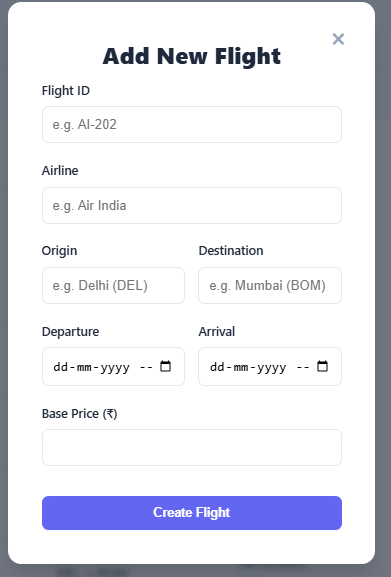 ×
Add New Flight
Flight ID
e.g. AI-202
Airline
e.g. Air India
Origin Destination
e.g. Delhi (DEL) e.g. Mumbai (BOM)
Departure Arrival
dd-mm-yyyy -- dd-mm-yyyy --
Base Price (₹)
Create Flight